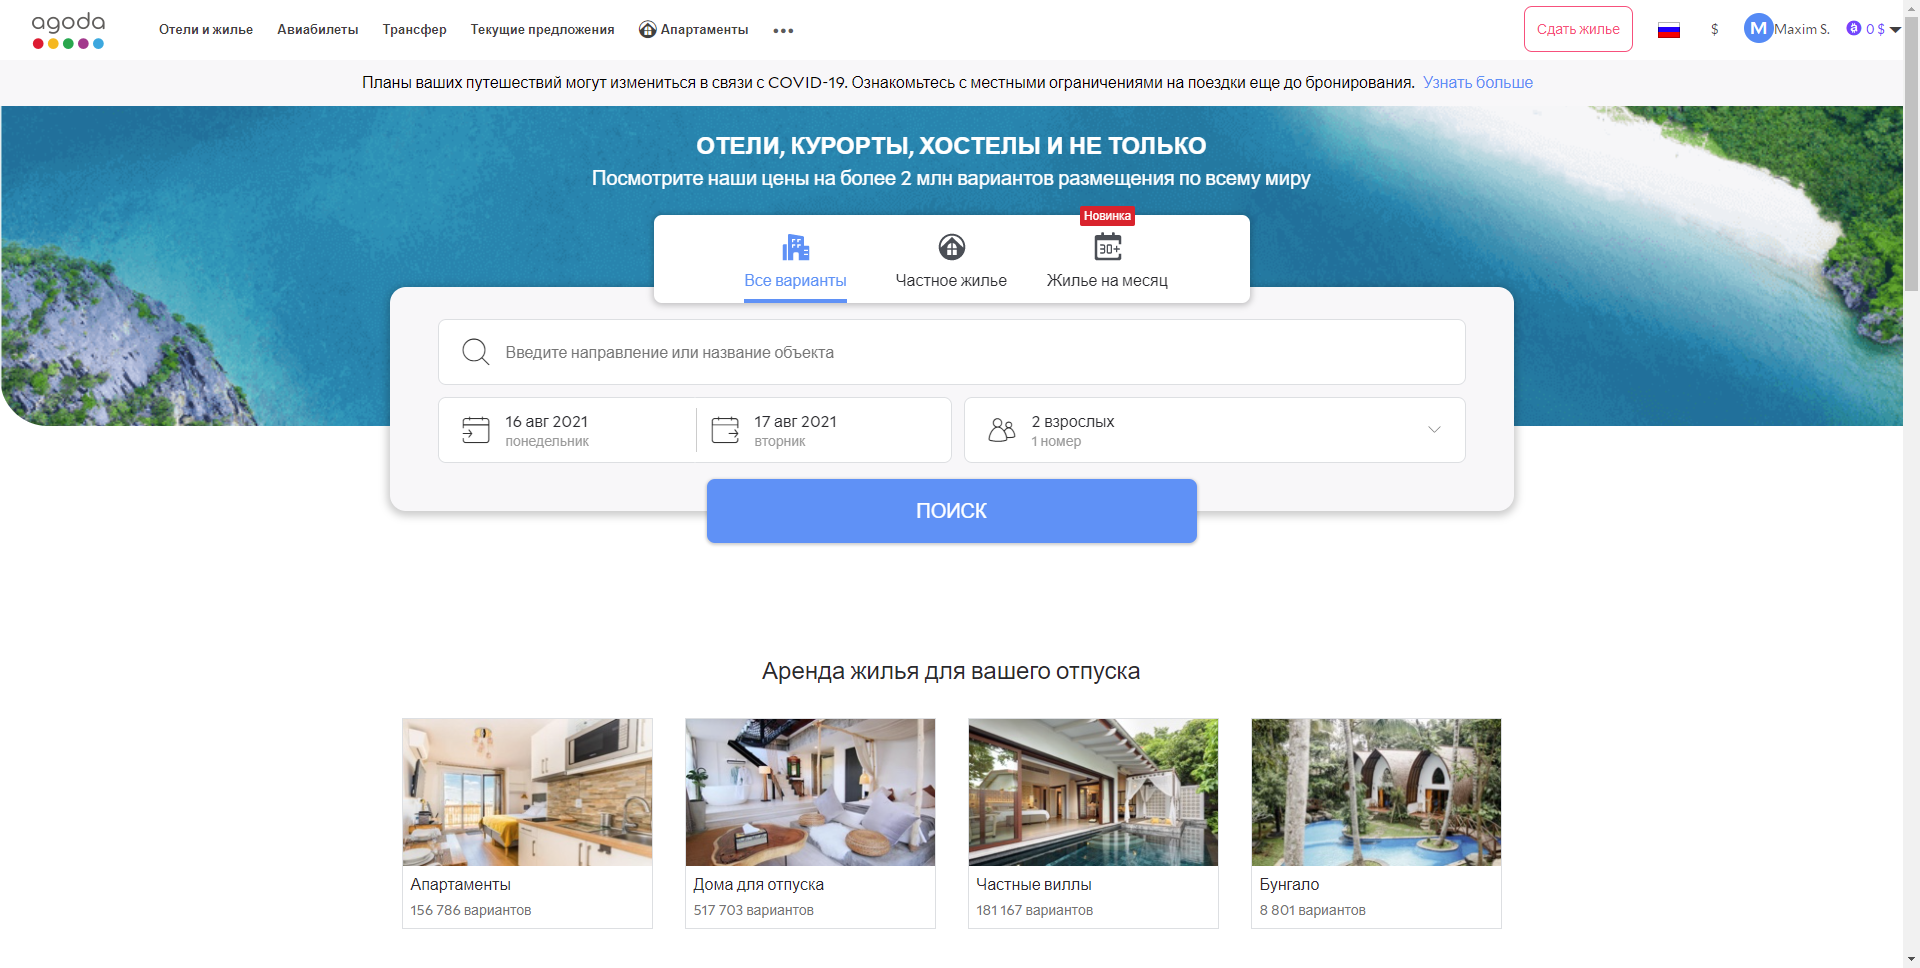 agoda
Отели и жилье
Авиабилеты
Трансфер
Текущие предложения
Апартаменты
Сдать жилье
$
M
Maxim S.
0 $
Планы ваших путешествий могут измениться в связи с COVID-19. Ознакомьтесь с местными ограничениями на поездки еще до бронирования. Узнать больше
ОТЕЛИ, КУРОРТЫ, ХОСТЕЛЫ И НЕ ТОЛЬКО
Посмотрите наши цены на более 2 млн вариантов размещения по всему миру
Новинка
30+
Все варианты
Частное жилье
Жилье на месяц
Введите направление или название объекта
16 авг 2021
понедельник
17 авг 2021
вторник
2 взрослых
1 номер
ПОИСК
Аренда жилья для вашего отпуска
Апартаменты
156 786 вариантов
Дома для отпуска
517 703 вариантов
Частные виллы
181 167 вариантов
Бунгало
8 801 вариантов